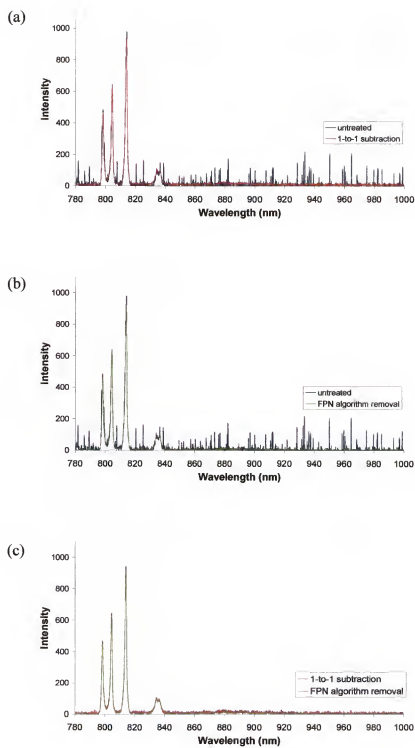 (a)
1000
800
600
400
200
0
Intensity
untreated
1-to-1 subtraction
780 800 820 840 860 880 900 920 940 960 980 1000
Wavelength (nm)
(b)
1000
800
600
400
200
0
Intensity
untreated
FPN algorithm removal
780 800 820 840 860 880 900 920 940 960 980 1000
Wavelength (nm)
(c)
1000
800
600
400
200
0
Intensity
1-to-1 subtraction
FPN algorithm removal
780 800 820 840 860 880 900 920 940 960 980 1000
Wavelength (nm)